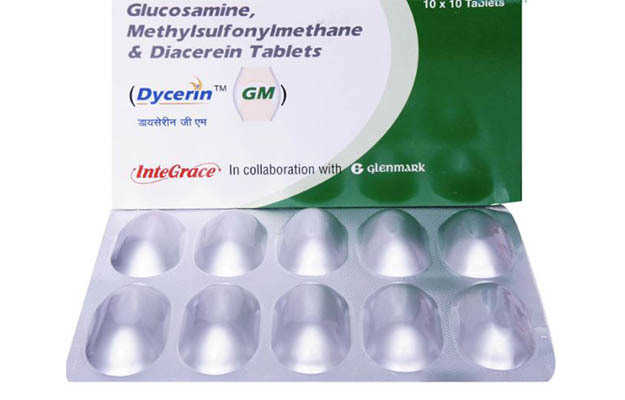 Glucosamine,
10 x 10 Tablets
Methylsulfonylmethane
& Diacerein Tablets
(Dycerin™ GM)
डायसेरीन जी एम
InteGrace In collaboration with G Glenmark